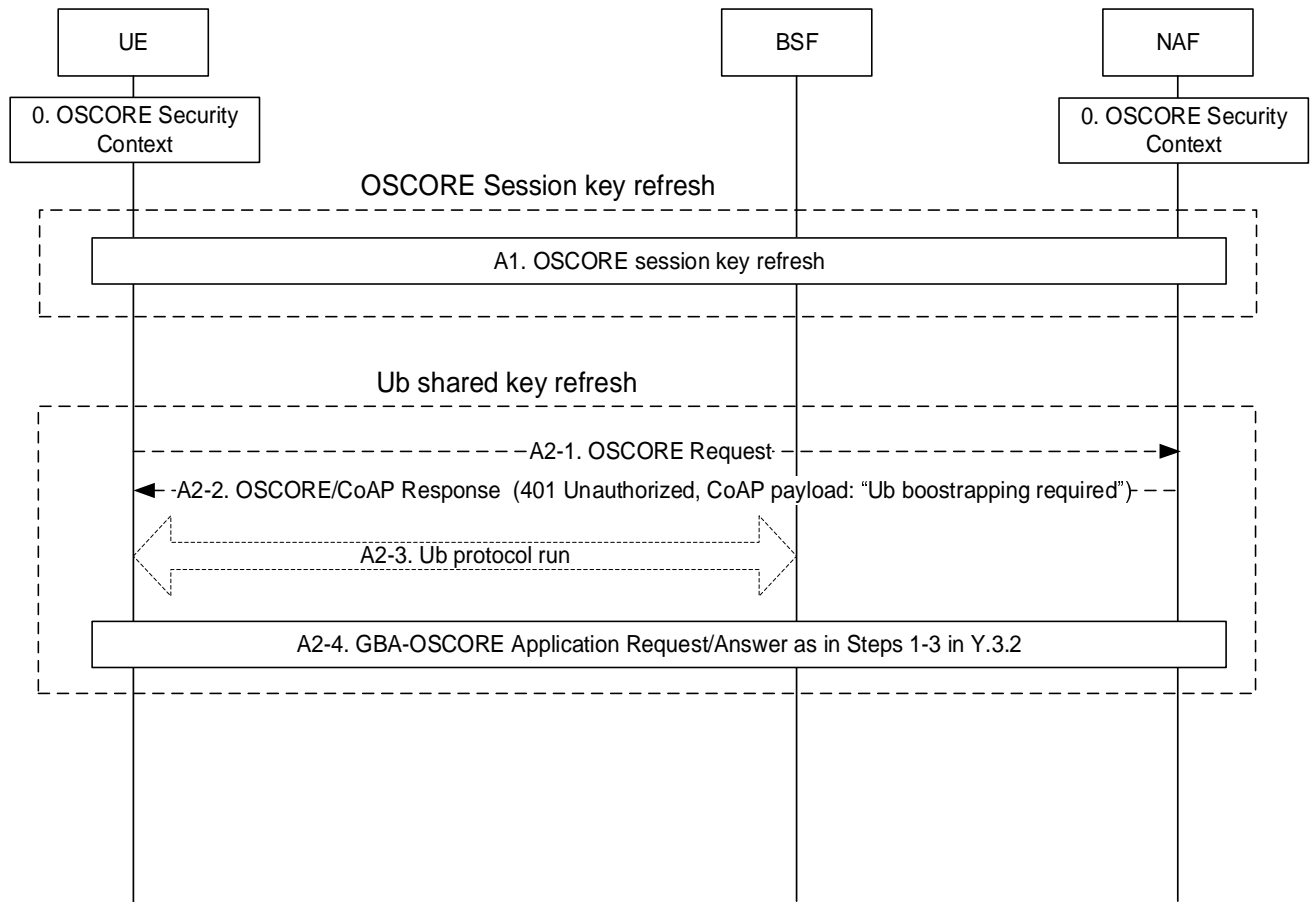 UE
BSF
NAF
0. OSCORE Security
Context
0. OSCORE Security
Context
OSCORE Session key refresh
A1. OSCORE session key refresh
Ub shared key refresh
A2-1. OSCORE Request
A2-2. OSCORE/CoAP Response  (401 Unauthorized, CoAP payload: “Ub boostrapping required”)
A2-3. Ub protocol run
A2-4. GBA-OSCORE Application Request/Answer as in Steps 1-3 in Y.3.2